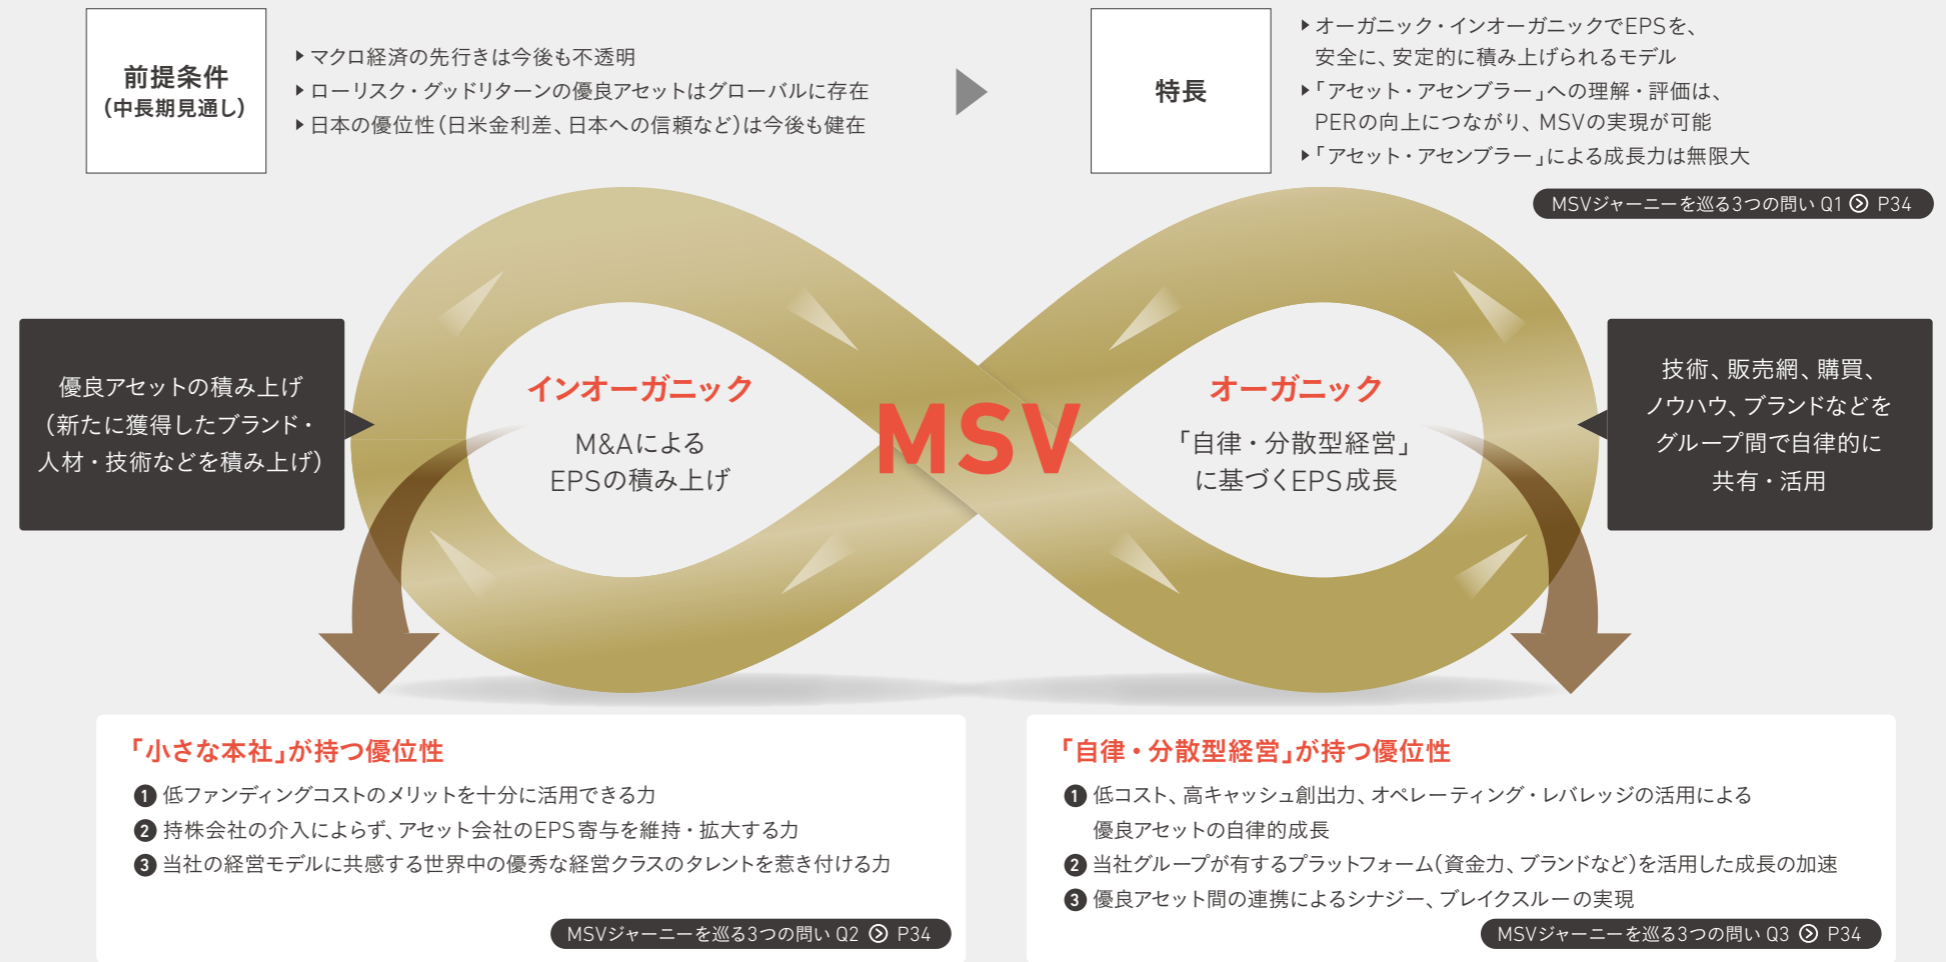 前提条件
(中長期見通し)
▶マクロ経済の先行きは今後も不透明
▶ローリスク・グッドリターンの優良アセットはグローバルに存在
▶日本の優位性(日米金利差、日本への信頼など)は今後も健在
特長
▶オーガニック・インオーガニックでEPSを、
安全に、安定的に積み上げられるモデル
▶「アセット・アセンブラー」への理解・評価は、
PERの向上につながり、MSVの実現が可能
▶「アセット・アセンブラー」による成長力は無限大
MSVジャーニーを巡る3つの問い Q1 P34
優良アセットの積み上げ
(新たに獲得したブランド・
人材・技術などを積み上げ)
インオーガニック
M&Aによる
EPSの積み上げ
MSV
オーガニック
「自律・分散型経営」
に基づくEPS成長
技術、販売網、購買、
ノウハウ、ブランドなどを
グループ間で自律的に
共有・活用
「小さな本社」が持つ優位性
❶低ファンディングコストのメリットを十分に活用できる力
❷持株会社の介入によらず、アセット会社のEPS寄与を維持・拡大する力
❸当社の経営モデルに共感する世界中の優秀な経営クラスのタレントを惹き付ける力
MSVジャーニーを巡る3つの問い Q2 P34
「自律・分散型経営」が持つ優位性
❶低コスト、高キャッシュ創出力、オペレーティング・レバレッジの活用による
優良アセットの自律的成長
❷当社グループが有するプラットフォーム(資金力、ブランドなど)を活用した成長の加速
❸優良アセット間の連携によるシナジー、ブレイクスルーの実現
MSVジャーニーを巡る3つの問い Q3 P34